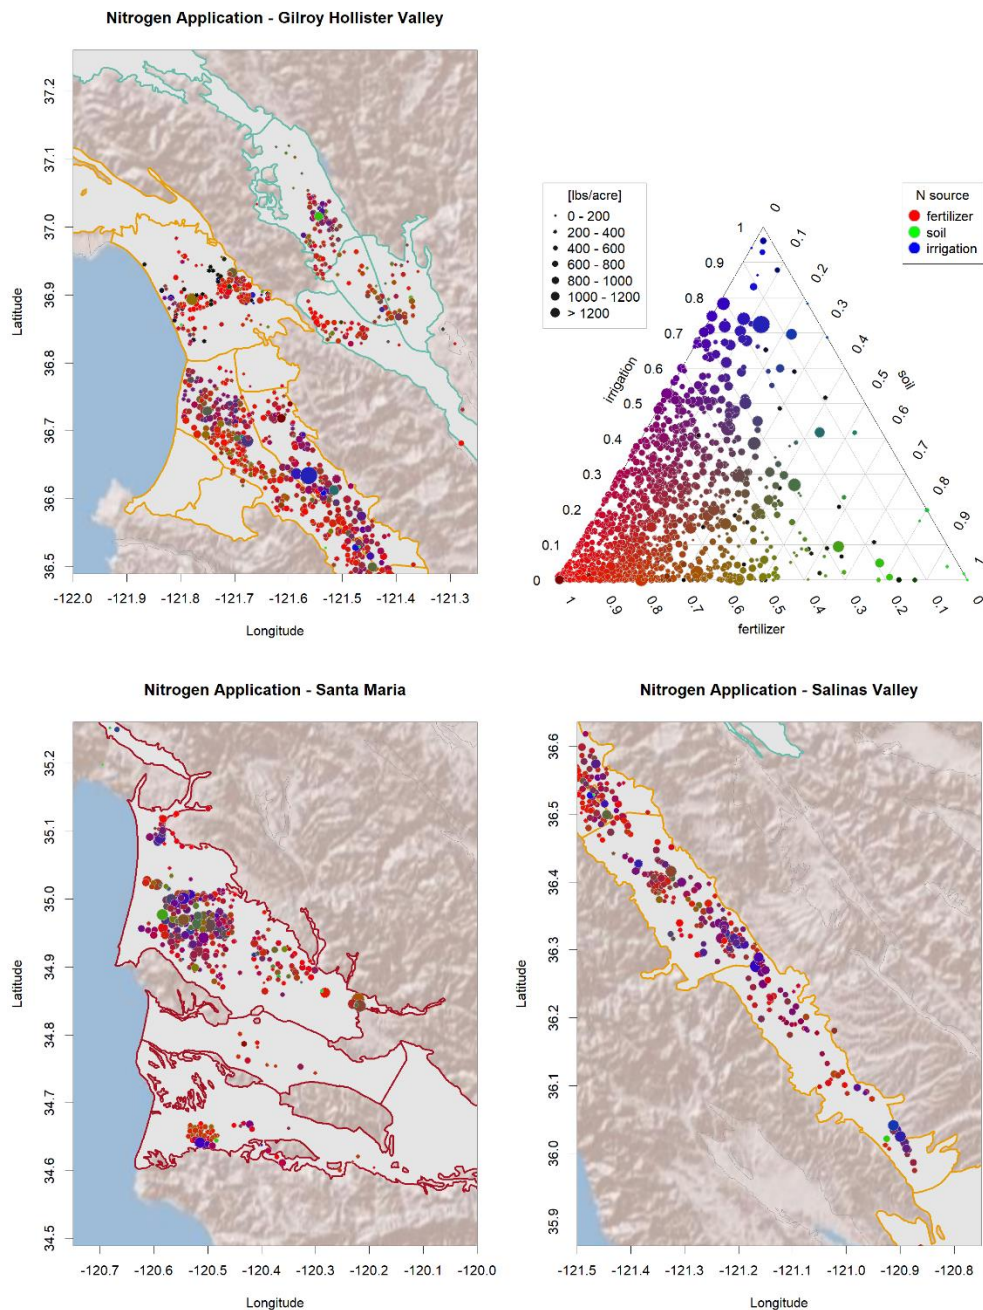 Nitrogen Application - Gilroy Hollister Valley
37.2
37.1
37.0
36.9
36.8
36.7
36.6
36.5
Latitude
-122.0 -121.9 -121.8 -121.7 -121.6 -121.5 -121.4 -121.3
Longitude
[lbs/acre]
0 - 200
200 - 400
400 - 600
600 - 800
800 - 1000
1000 - 1200
> 1200
N source
fertilizer
soil
irrigation
1
0.9
0.8
0.7
0.6
0.5
0.4
0.3
0.2
0.1
0
irrigation
0
0.1
0.2
0.3
0.4
0.5
0.6
0.7
0.8
0.9
1
soil
1 0.9 0.8 0.7 0.6 0.5 0.4 0.3 0.2 0.1 0
fertilizer
Nitrogen Application - Santa Maria
35.2
35.1
35.0
34.9
34.8
34.7
34.6
34.5
Latitude
-120.7 -120.6 -120.5 -120.4 -120.3 -120.2 -120.1 -120.0
Longitude
Nitrogen Application - Salinas Valley
36.6
36.5
36.4
36.3
36.2
36.1
36.0
35.9
Latitude
-121.5 -121.4 -121.3 -121.2 -121.1 -121.0 -120.9 -120.8
Longitude